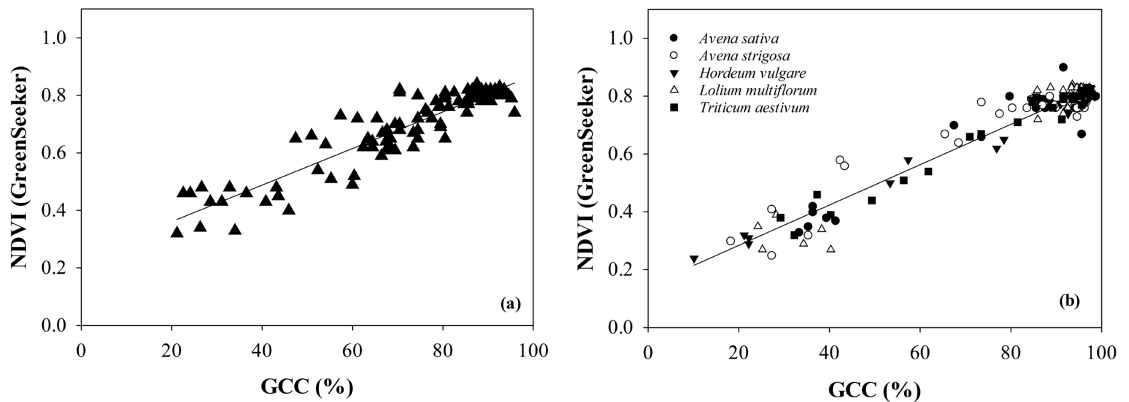 1.0
0.8
0.6
0.4
0.2
0.0
NDVI (GreenSeeker)
0 20 40 60 80 100
GCC (%)
(a)
1.0
0.8
0.6
0.4
0.2
0.0
NDVI (GreenSeeker)
Avena sativa
Avena strigosa
Hordeum vulgare
Lolium multiflorum
Triticum aestivum
0 20 40 60 80 100
GCC (%)
(b)